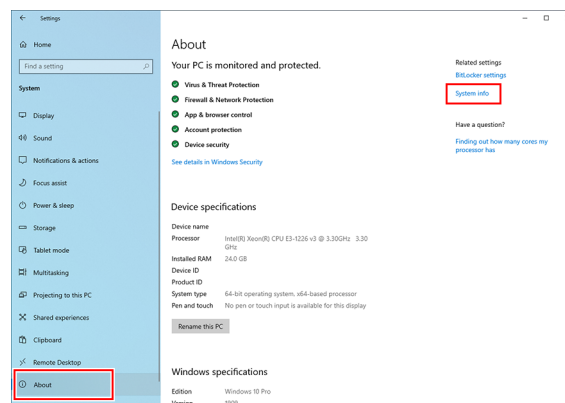 Settings
Home
Find a setting
System
Display
Sound
Notifications & actions
Focus assist
Power & sleep
Storage
Tablet mode
Multitasking
Projecting to this PC
Shared experiences
Clipboard
Remote Desktop
About
About
Your PC is monitored and protected.
Virus & Threat Protection
Firewall & Network Protection
App & browser control
Account protection
Device security
See details in Windows Security
Device specifications
Device name
Processor Intel(R) Xeon(R) CPU E3-1226 v3 @ 3.30GHz 3.30
GHz
Installed RAM 24.0 GB
Device ID
Product ID
System type 64-bit operating system, x64-based processor
Pen and touch No pen or touch input is available for this display
Rename this PC
Windows specifications
Edition Windows 10 Pro
Version 1909
Related settings
BitLocker settings
System info
Have a question?
Finding out how many cores my
processor has